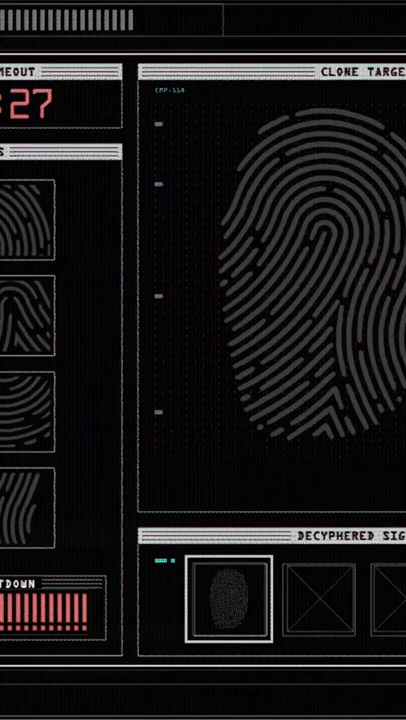 MEOUT
CLONE TARGE
:27
CMP-11A
S
TDOWN
DECYPHERED SIG